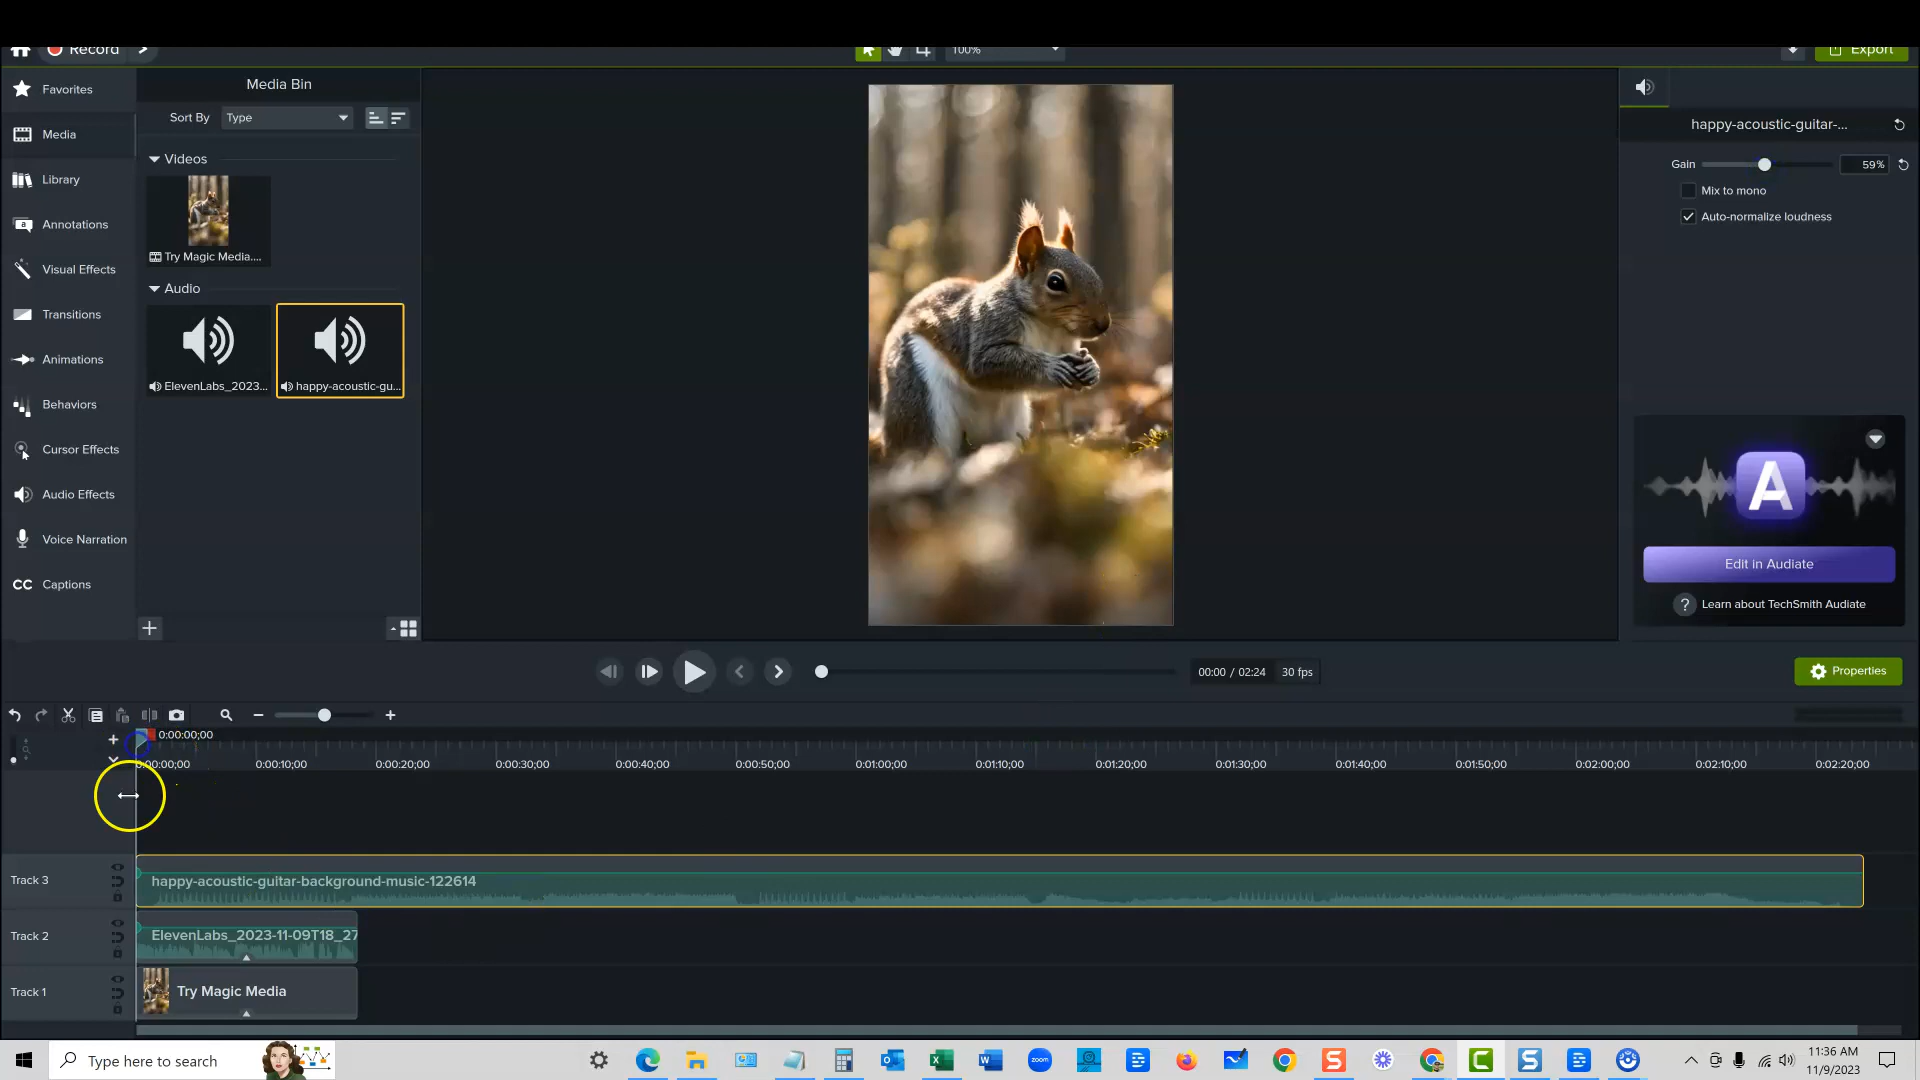 Record
100%
Export
Favorites
Media
Library
Annotations
Visual Effects
Transitions
Animations
Behaviors
Cursor Effects
Audio Effects
Voice Narration
CC Captions
Media Bin
Sort By Type
Videos
Try Magic Media....
Audio
ElevenLabs_2023...
happy-acoustic-gu...
happy-acoustic-guitar-...
Gain 59%
Mix to mono
Auto-normalize loudness
A
Edit in Audiate
? Learn about TechSmith Audiate
00:00 / 02:24 30 fps
Properties
0:00:00;00
0:00:00;00 0:00:10;00 0:00:20;00 0:00:30;00 0:00:40;00 0:00:50;00 0:01:00;00 0:01:10;00 0:01:20;00 0:01:30;00 0:01:40;00 0:01:50;00 0:02:00;00 0:02:10;00 0:02:20;00
Track 3 happy-acoustic-guitar-background-music-122614
Track 2 ElevenLabs_2023-11-09T18_27
Track 1 Try Magic Media
Type here to search
zoom
11:36 AM
11/9/2023